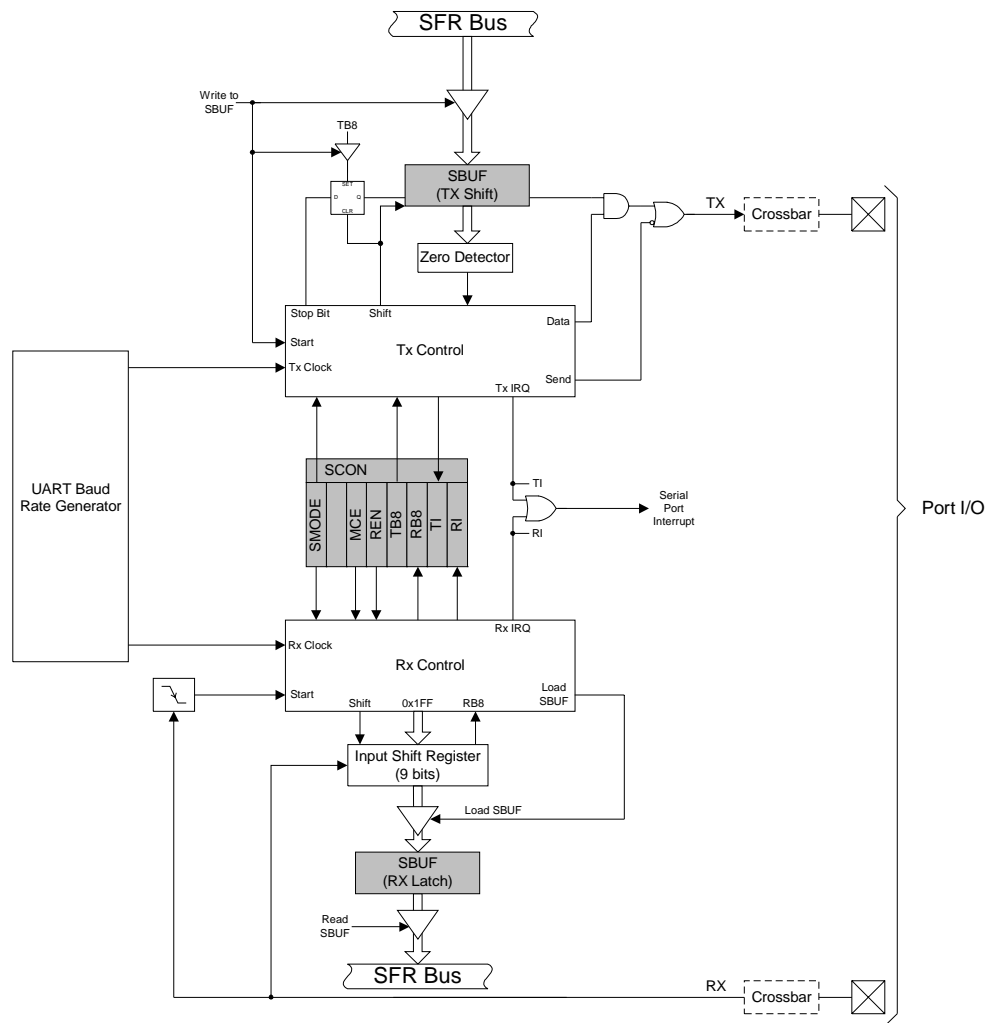 SFR Bus
Write to
SBUF
TB8
SET
D
Q
CLR
SBUF
(TX Shift)
TX
Crossbar
Zero Detector
Stop Bit
Shift
Start
Data
Tx Control
Tx Clock
Send
Tx IRQ
UART Baud
Rate Generator
SCON
SMODE
MCE
REN
TB8
RB8
TI
RI
TI
Serial
Port
Interrupt
RI
Port I/O
Rx IRQ
Rx Clock
Rx Control
Start
Load
SBUF
Shift
0x1FF
RB8
Input Shift Register
(9 bits)
Load SBUF
SBUF
(RX Latch)
Read
SBUF
SFR Bus
RX
Crossbar